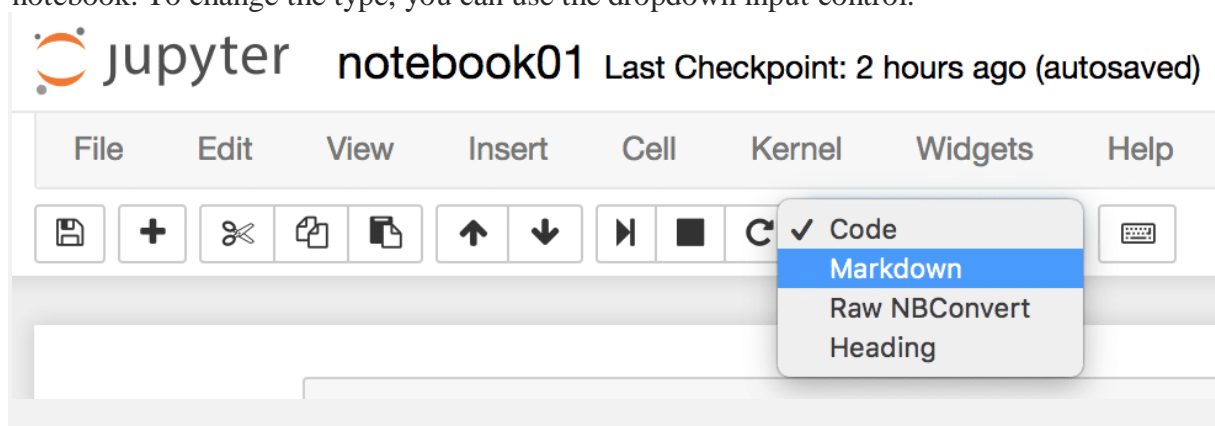 notebook. To change the type, you can use the dropdown input control.
jupyter notebook01 Last Checkpoint: 2 hours ago (autosaved)
File Edit View Insert Cell Kernel Widgets Help
✓ Code
Markdown
Raw NBConvert
Heading